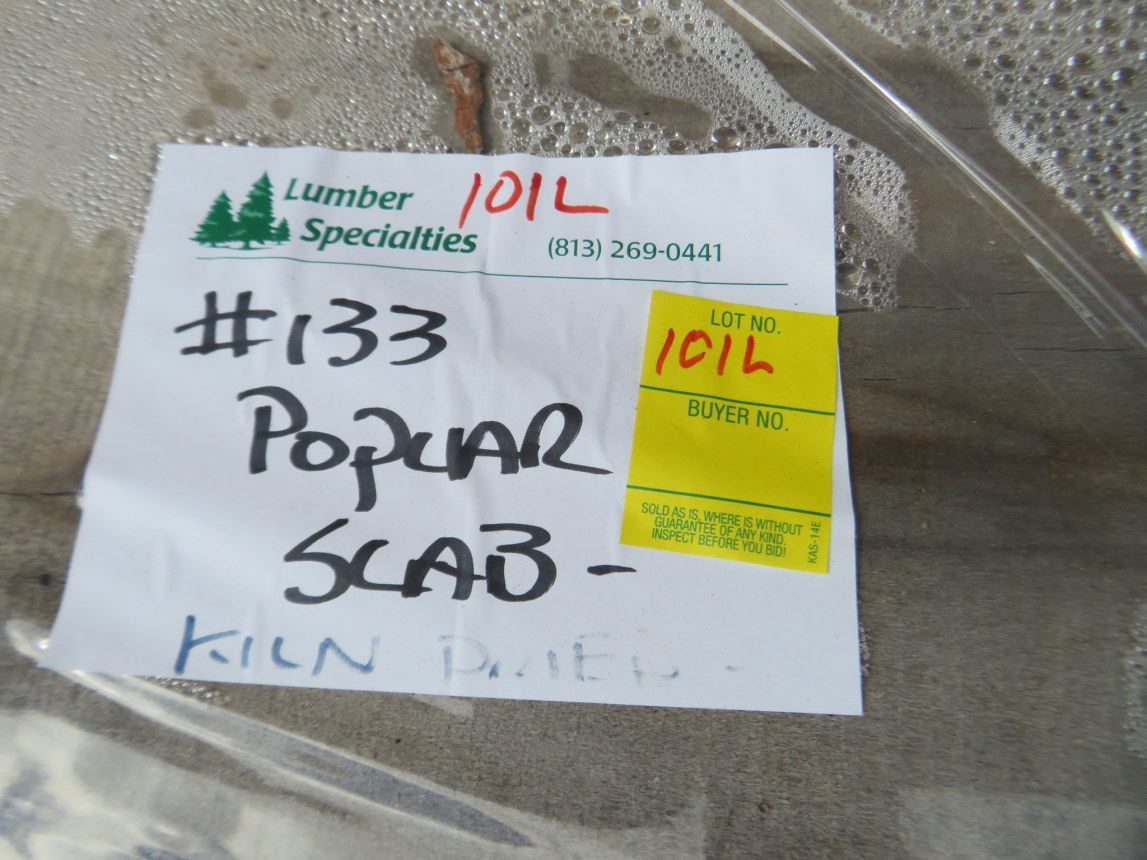 Lumber
Specialties
101L
(813) 269-0441
#133
POPLAR
SLAB -
KILN DRIED -
LOT NO.
101L
BUYER NO.
SOLD AS IS, WHERE IS WITHOUT
GUARANTEE OF ANY KIND.
INSPECT BEFORE YOU BID!
KAS-14E